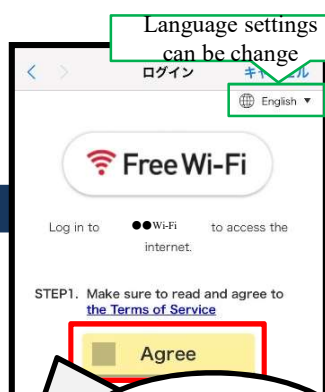 Language settings
can be change
< >
ログイン
キャンセル
English ▼
Free Wi-Fi
Log in to ●●Wi-Fi to access the
internet.
STEP1. Make sure to read and agree to
the Terms of Service
Agree